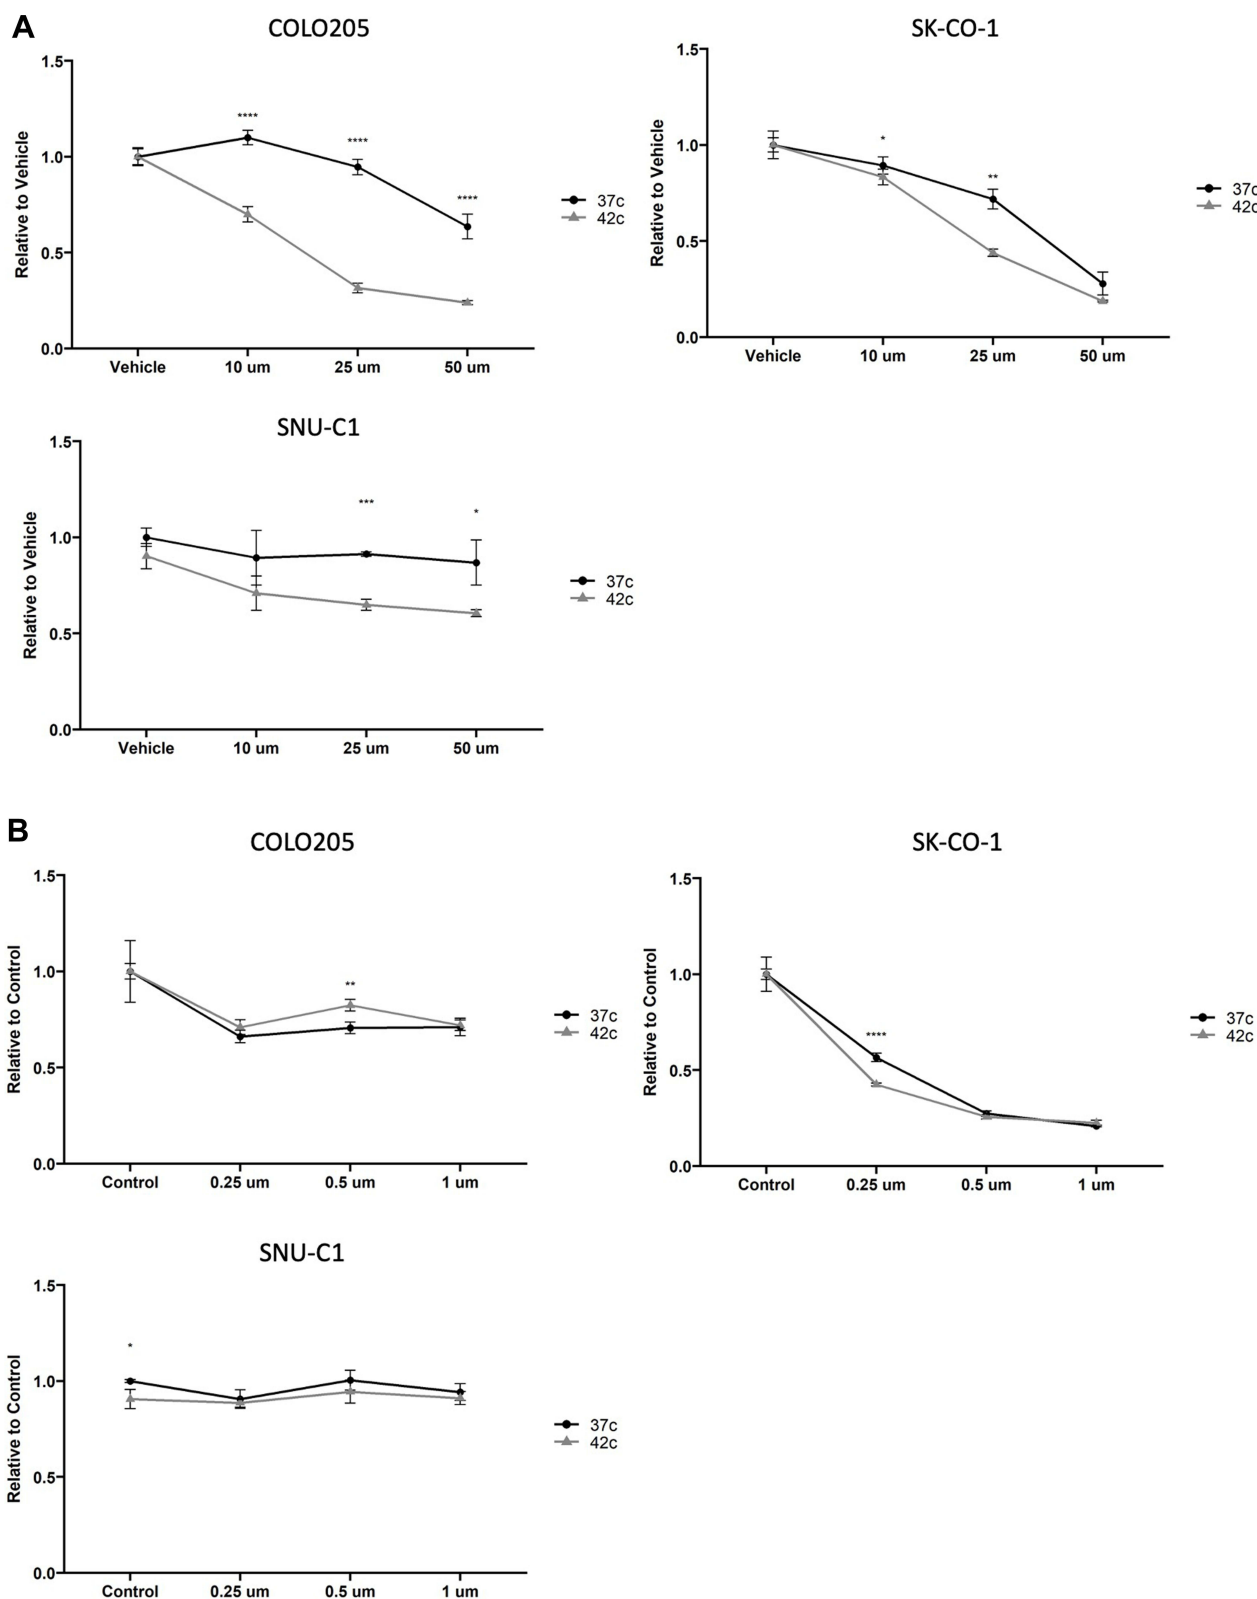 A
COLO205
1.5
1.0
0.5
0.0
Relative to Vehicle
****
****
****
Vehicle
10 um
25 um
50 um
37c
42c
SK-CO-1
1.5
1.0
0.5
0.0
Relative to Vehicle
*
**
Vehicle
10 um
25 um
50 um
37c
42c
SNU-C1
1.5
1.0
0.5
0.0
Relative to Vehicle
***
*
Vehicle
10 um
25 um
50 um
37c
42c
B
COLO205
1.5
1.0
0.5
0.0
Relative to Control
**
Control
0.25 um
0.5 um
1 um
37c
42c
SK-CO-1
1.5
1.0
0.5
0.0
Relative to Control
****
Control
0.25 um
0.5 um
1 um
37c
42c
SNU-C1
1.5
1.0
0.5
0.0
Relative to Control
*
Control
0.25 um
0.5 um
1 um
37c
42c